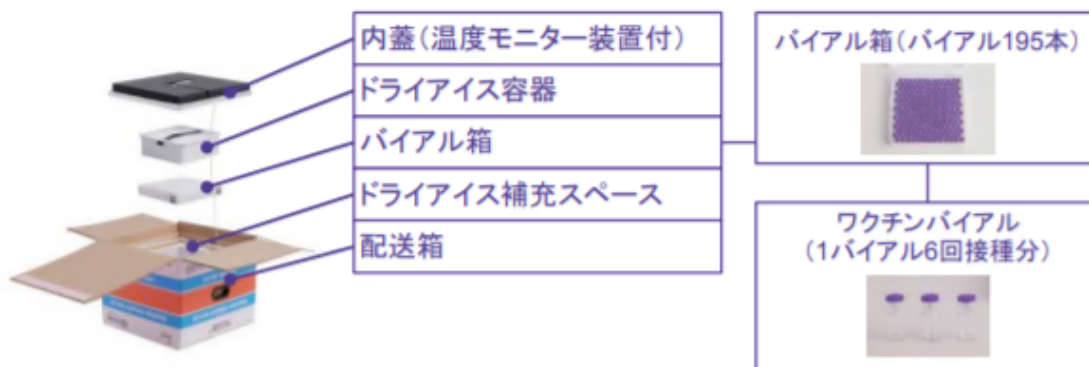 内蓋(温度モニター装置付)
ドライアイス容器
バイアル箱
ドライアイス補充スペース
配送箱
バイアル箱(バイアル195本)
ワクチンバイアル
(1バイアル6回接種分)